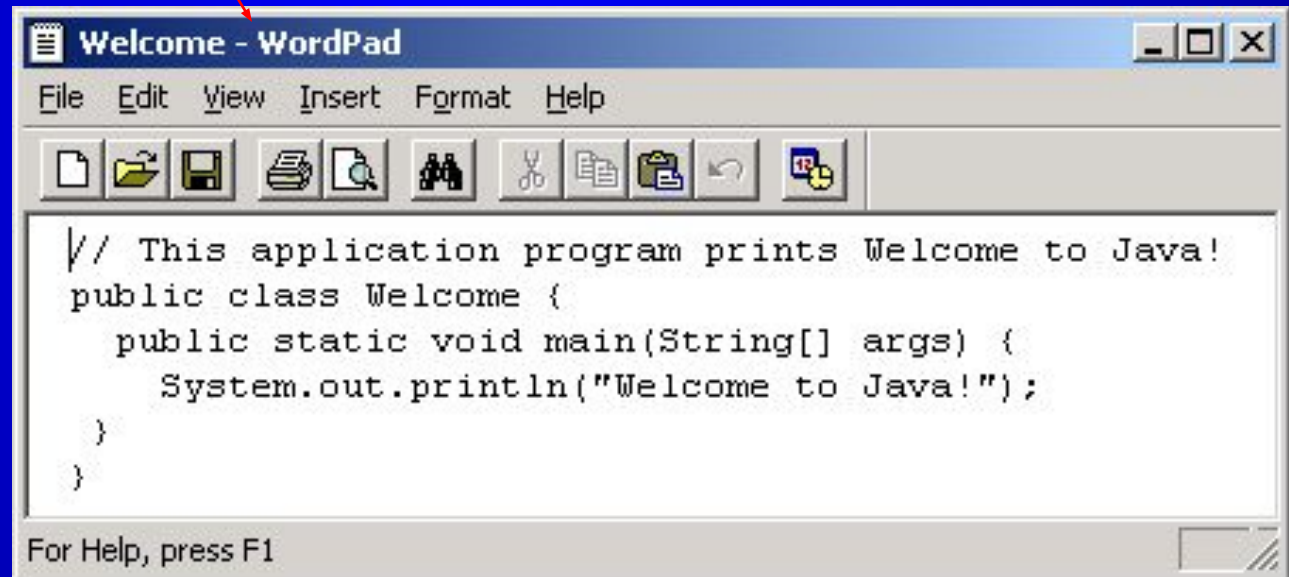 Welcome - WordPad
File Edit View Insert Format Help
12
// This application program prints Welcome to Java!
public class Welcome {
  public static void main(String[] args) {
    System.out.println("Welcome to Java!");
 }
}
For Help, press F1